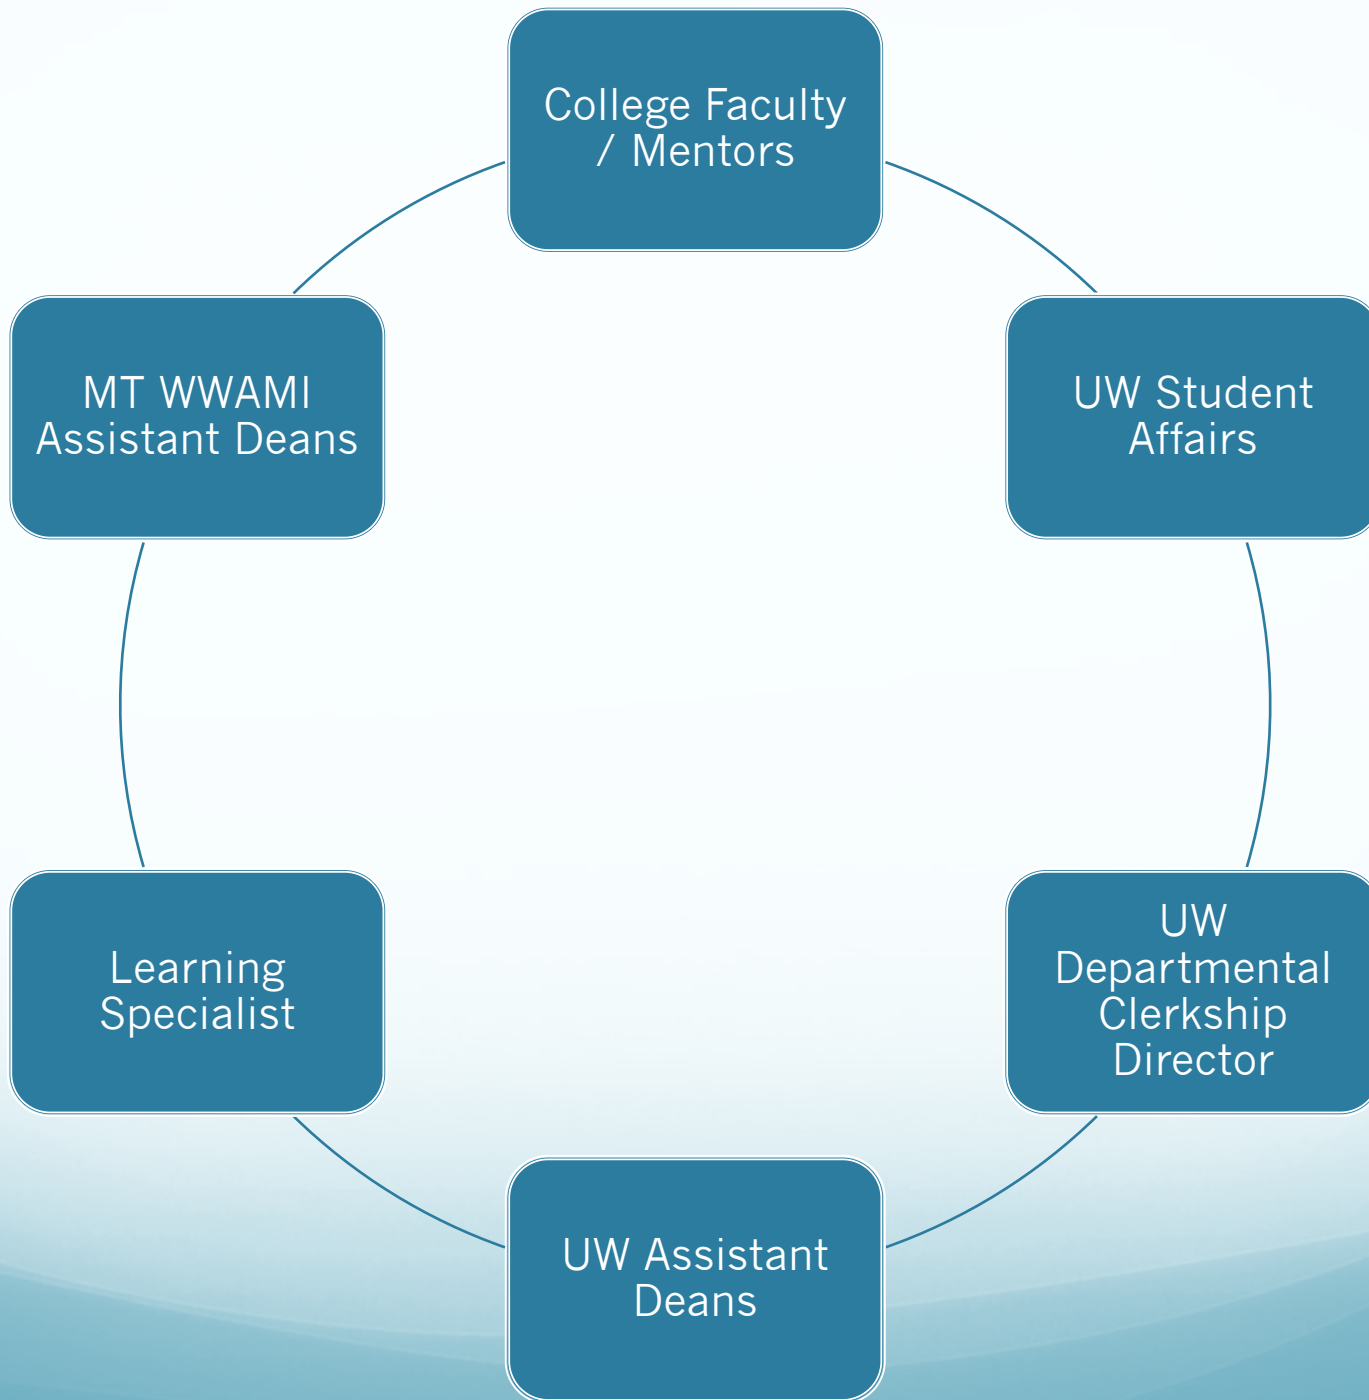 College Faculty
/ Mentors
MT WWAMI
Assistant Deans
UW Student
Affairs
Learning
Specialist
UW
Departmental
Clerkship
Director
UW Assistant
Deans